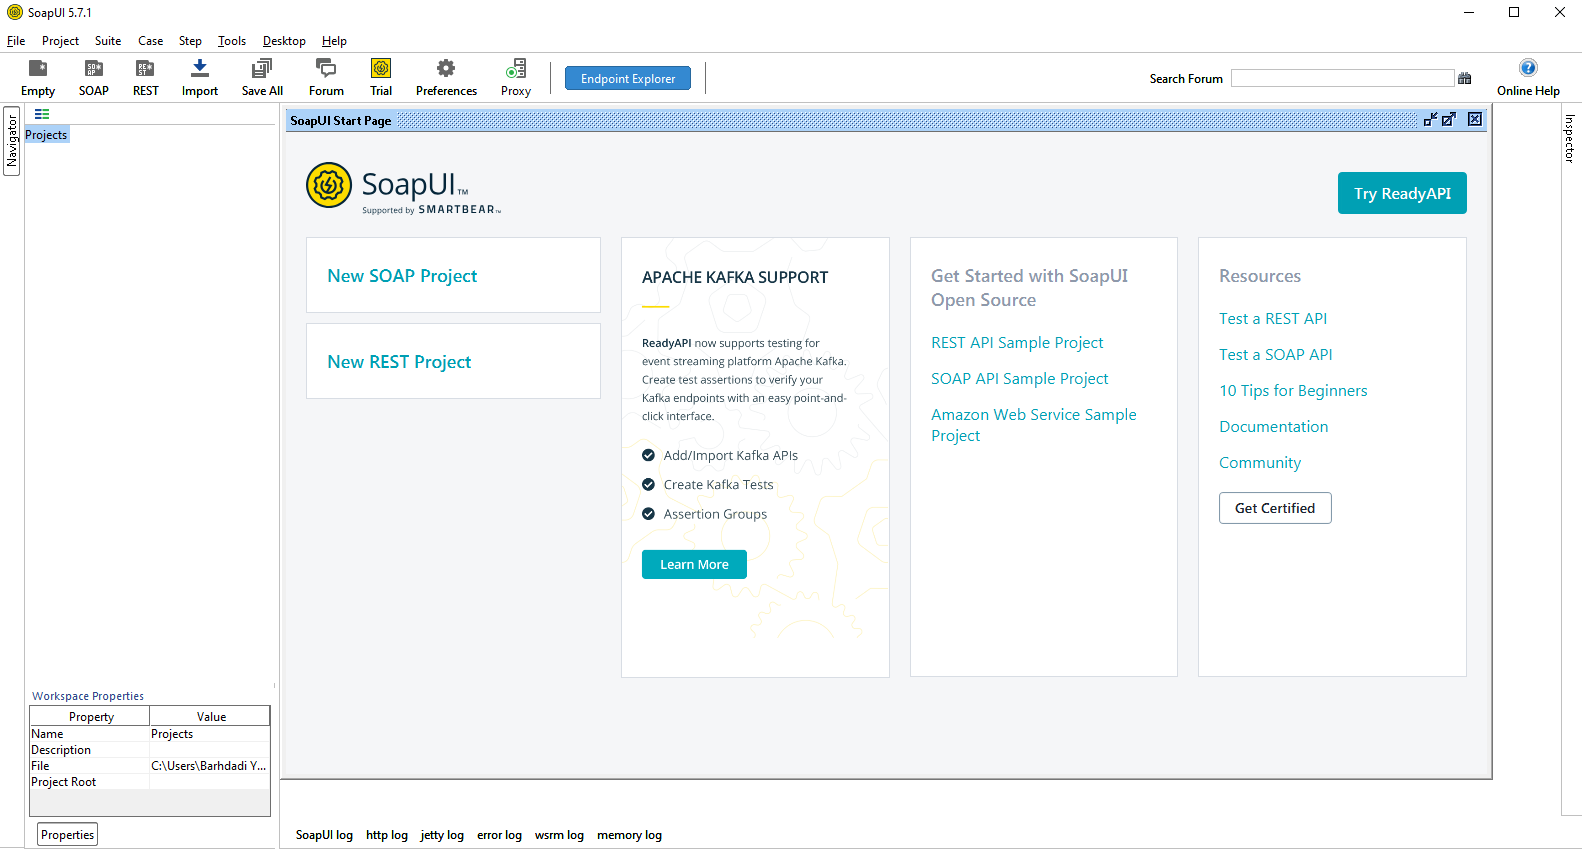 SoapUI 5.7.1
File Project Suite Case Step Tools Desktop Help
Empty SOAP REST Import Save All Forum Trial Preferences Proxy Endpoint Explorer Search Forum Online Help
Navigator
Projects
SoapUI Start Page
Inspector
SoapUI™
Supported by SMARTBEAR™
Try ReadyAPI
New SOAP Project
New REST Project
APACHE KAFKA SUPPORT
ReadyAPI now supports testing for
event streaming platform Apache Kafka.
Create test assertions to verify your
Kafka endpoints with an easy point-and-
click interface.
Add/Import Kafka APIs
Create Kafka Tests
Assertion Groups
Learn More
Get Started with SoapUI
Open Source
REST API Sample Project
SOAP API Sample Project
Amazon Web Service Sample
Project
Resources
Test a REST API
Test a SOAP API
10 Tips for Beginners
Documentation
Community
Get Certified
Workspace Properties
Property Value
Name Projects
Description
File C:\Users\Barhdadi Y...
Project Root
Properties
SoapUI log http log jetty log error log wsrm log memory log